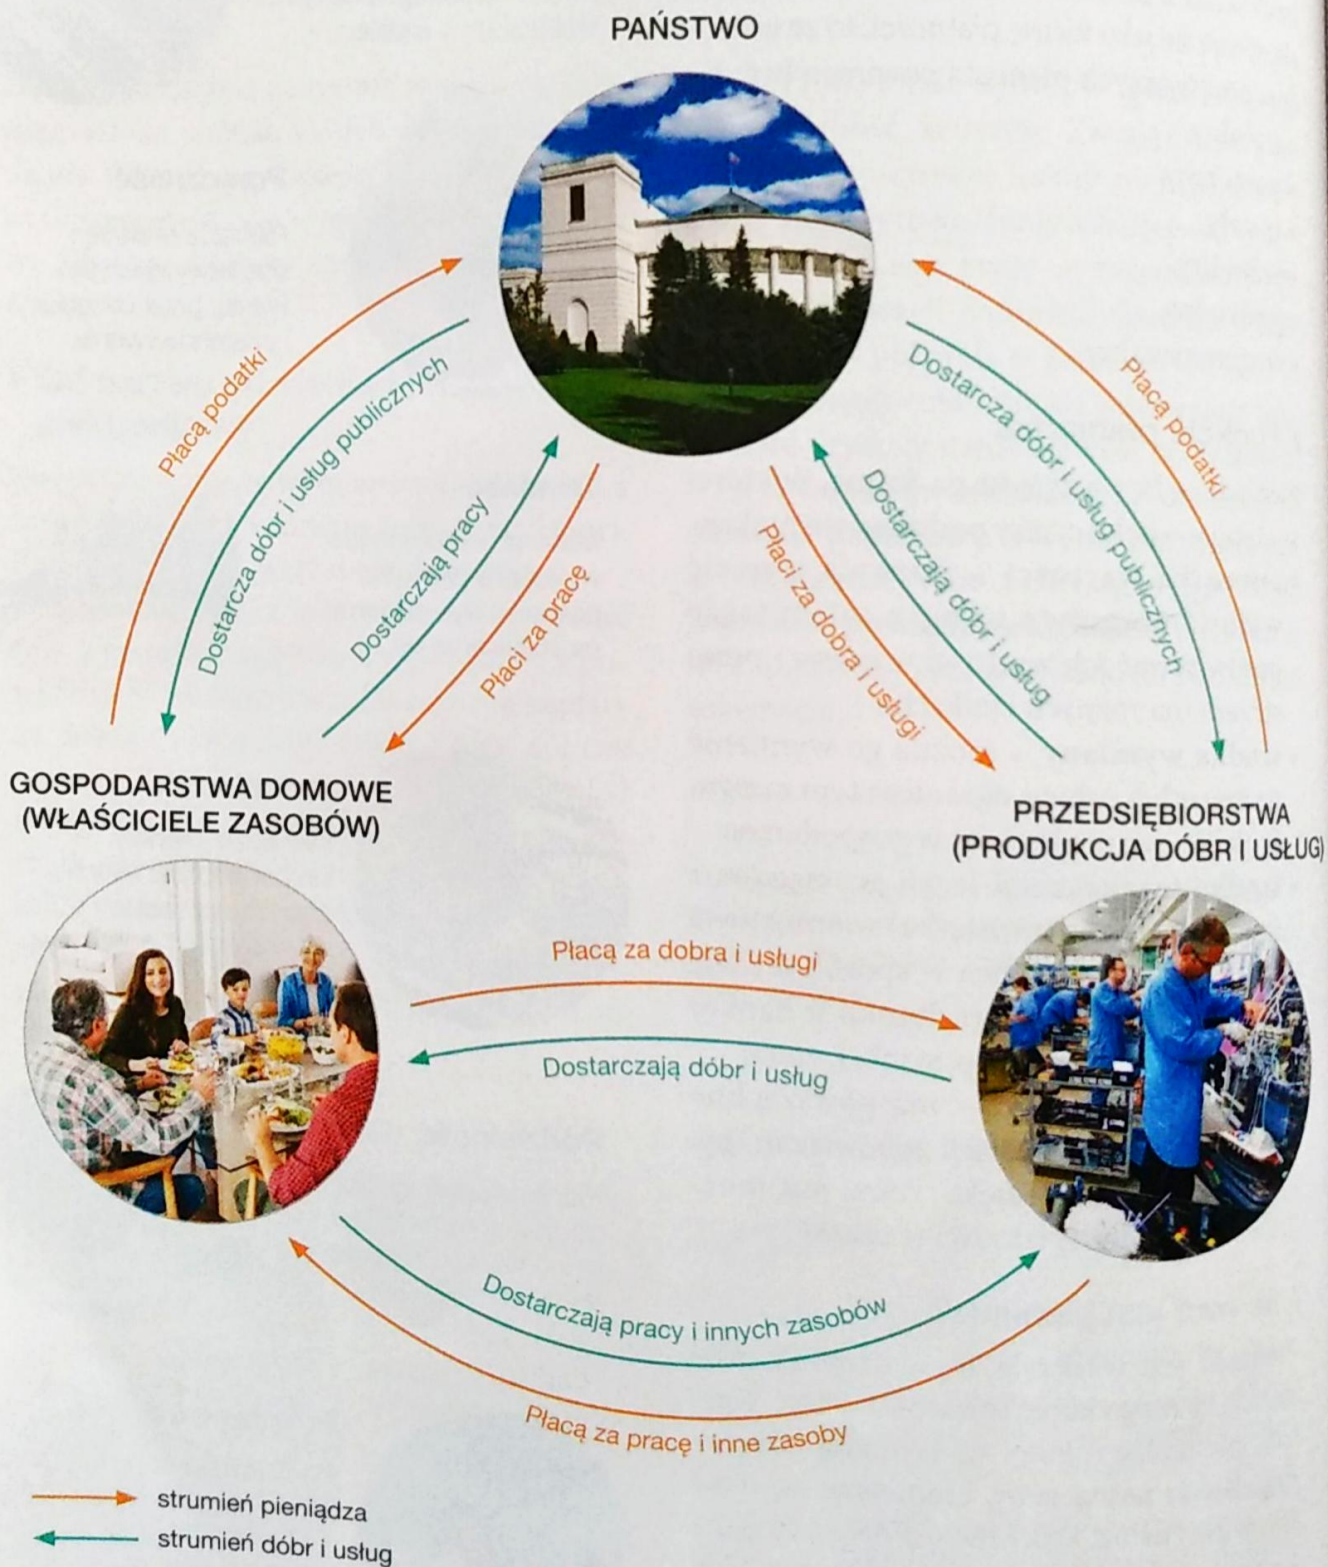 PAŃSTWO
Płacą podatki
Dostarcza dóbr i usług publicznych
Dostarczają pracy
Płaci za pracę
Płaci za dobra i usługi
Dostarczają dóbr i usług
Dostarcza dóbr i usług publicznych
Płacą podatki
GOSPODARSTWA DOMOWE
(WŁAŚCICIELE ZASOBÓW)
PRZEDSIĘBIORSTWA
(PRODUKCJA DÓBR I USŁUG)
Płacą za dobra i usługi
Dostarczają dóbr i usług
Dostarczają pracy i innych zasobów
Płacą za pracę i inne zasoby
strumień pieniądza
strumień dóbr i usług